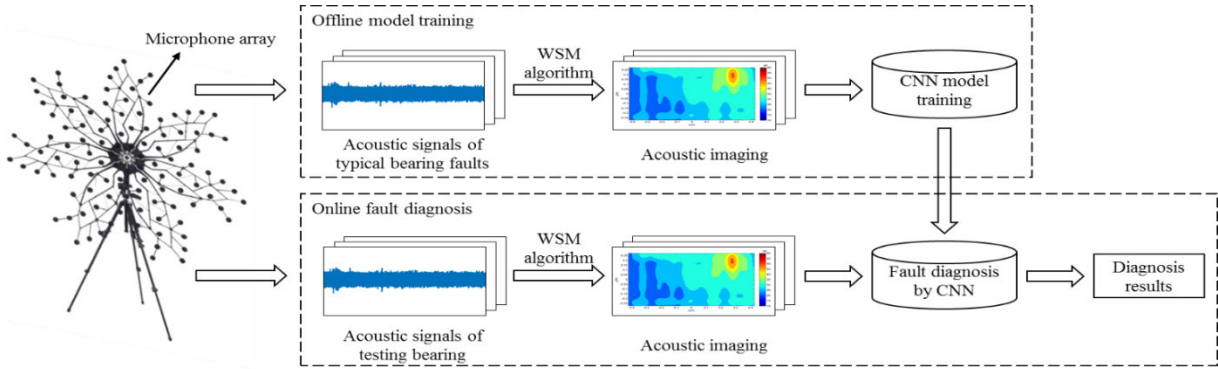 Microphone array
Offline model training
WSM
algorithm
Acoustic signals of
typical bearing faults
Acoustic imaging
CNN model
training
Online fault diagnosis
WSM
algorithm
Acoustic signals of
testing bearing
Acoustic imaging
Fault diagnosis
by CNN
Diagnosis
results